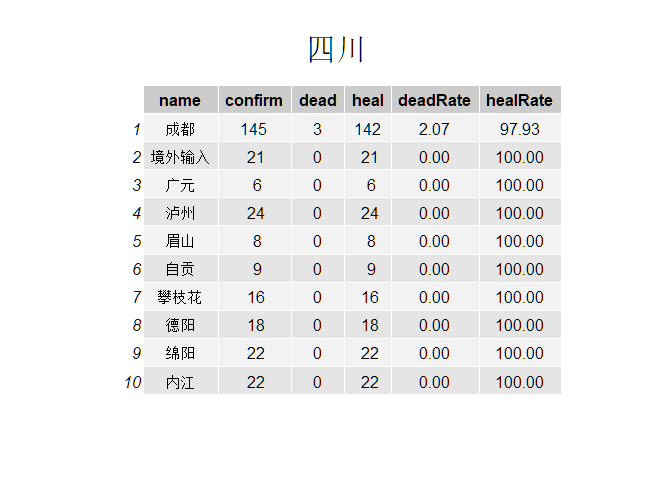 四川
name confirm dead heal deadRate healRate
1 成都 145 3 142 2.07 97.93
2 境外输入 21 0 21 0.00 100.00
3 广元 6 0 6 0.00 100.00
4 泸州 24 0 24 0.00 100.00
5 眉山 8 0 8 0.00 100.00
6 自贡 9 0 9 0.00 100.00
7 攀枝花 16 0 16 0.00 100.00
8 德阳 18 0 18 0.00 100.00
9 绵阳 22 0 22 0.00 100.00
10 内江 22 0 22 0.00 100.00